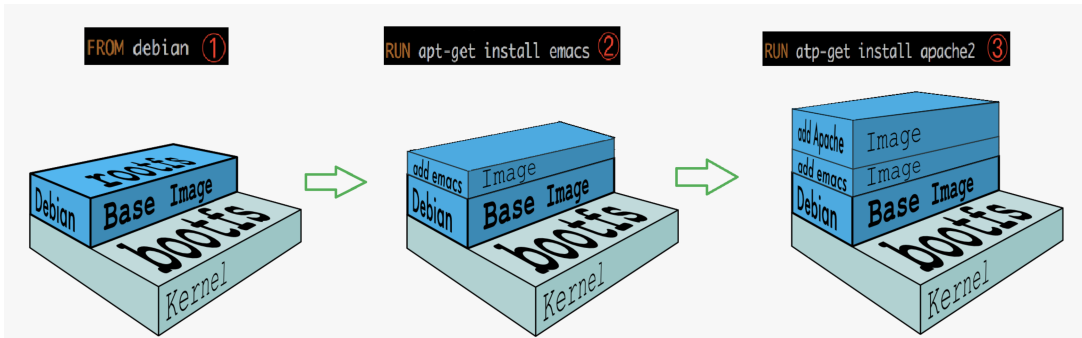 FROM debian ①
rootfs
Debian
Base Image
bootfs
Kernel
RUN apt-get install emacs ②
add emacs
Image
Debian
Base Image
bootfs
Kernel
RUN atp-get install apache2 ③
add Apache
Image
add emacs
Image
Debian
Base Image
bootfs
Kernel